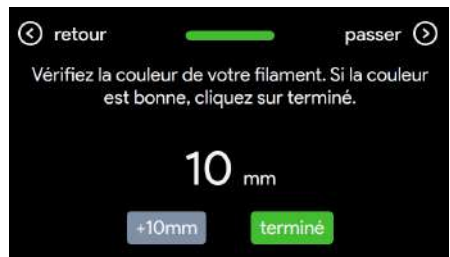 retour
passer
Vérifiez la couleur de votre filament. Si la couleur
est bonne, cliquez sur terminé.
10 mm
+10mm
terminé